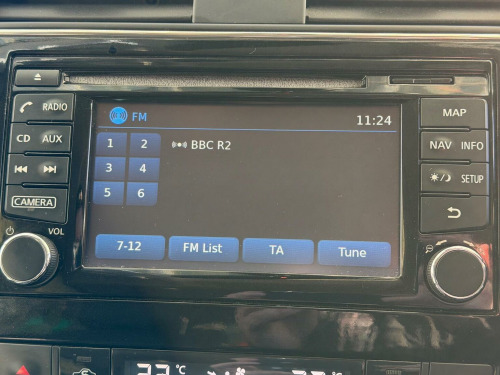 RADIO
CD AUX
CAMERA
VOL
FM
11:24
1 2
3 4
5 6
BBC R2
7-12
FM List
TA
Tune
MAP
NAV INFO
SETUP
°C
°C